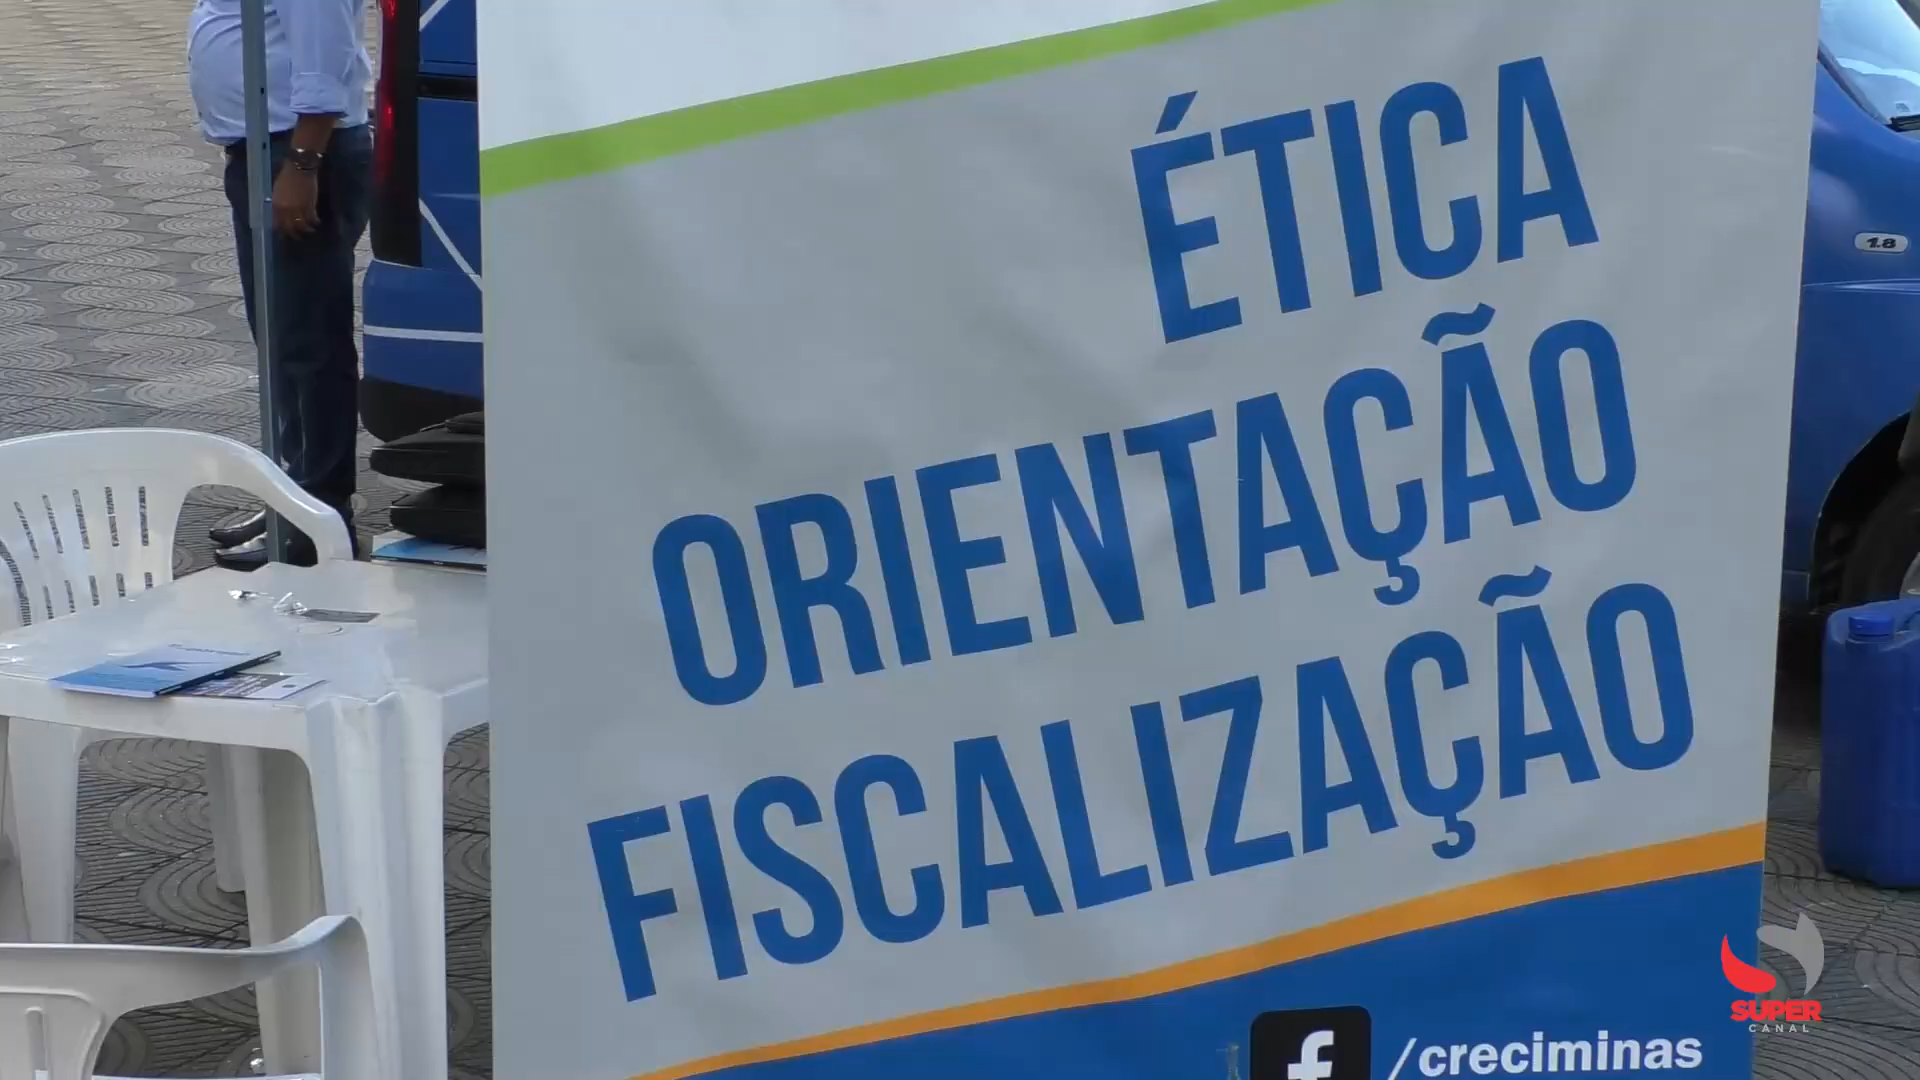 ÉTICA
ORIENTAÇÃO
FISCALIZAÇÃO
f /creciminas
1.8
SUPER
CANAL